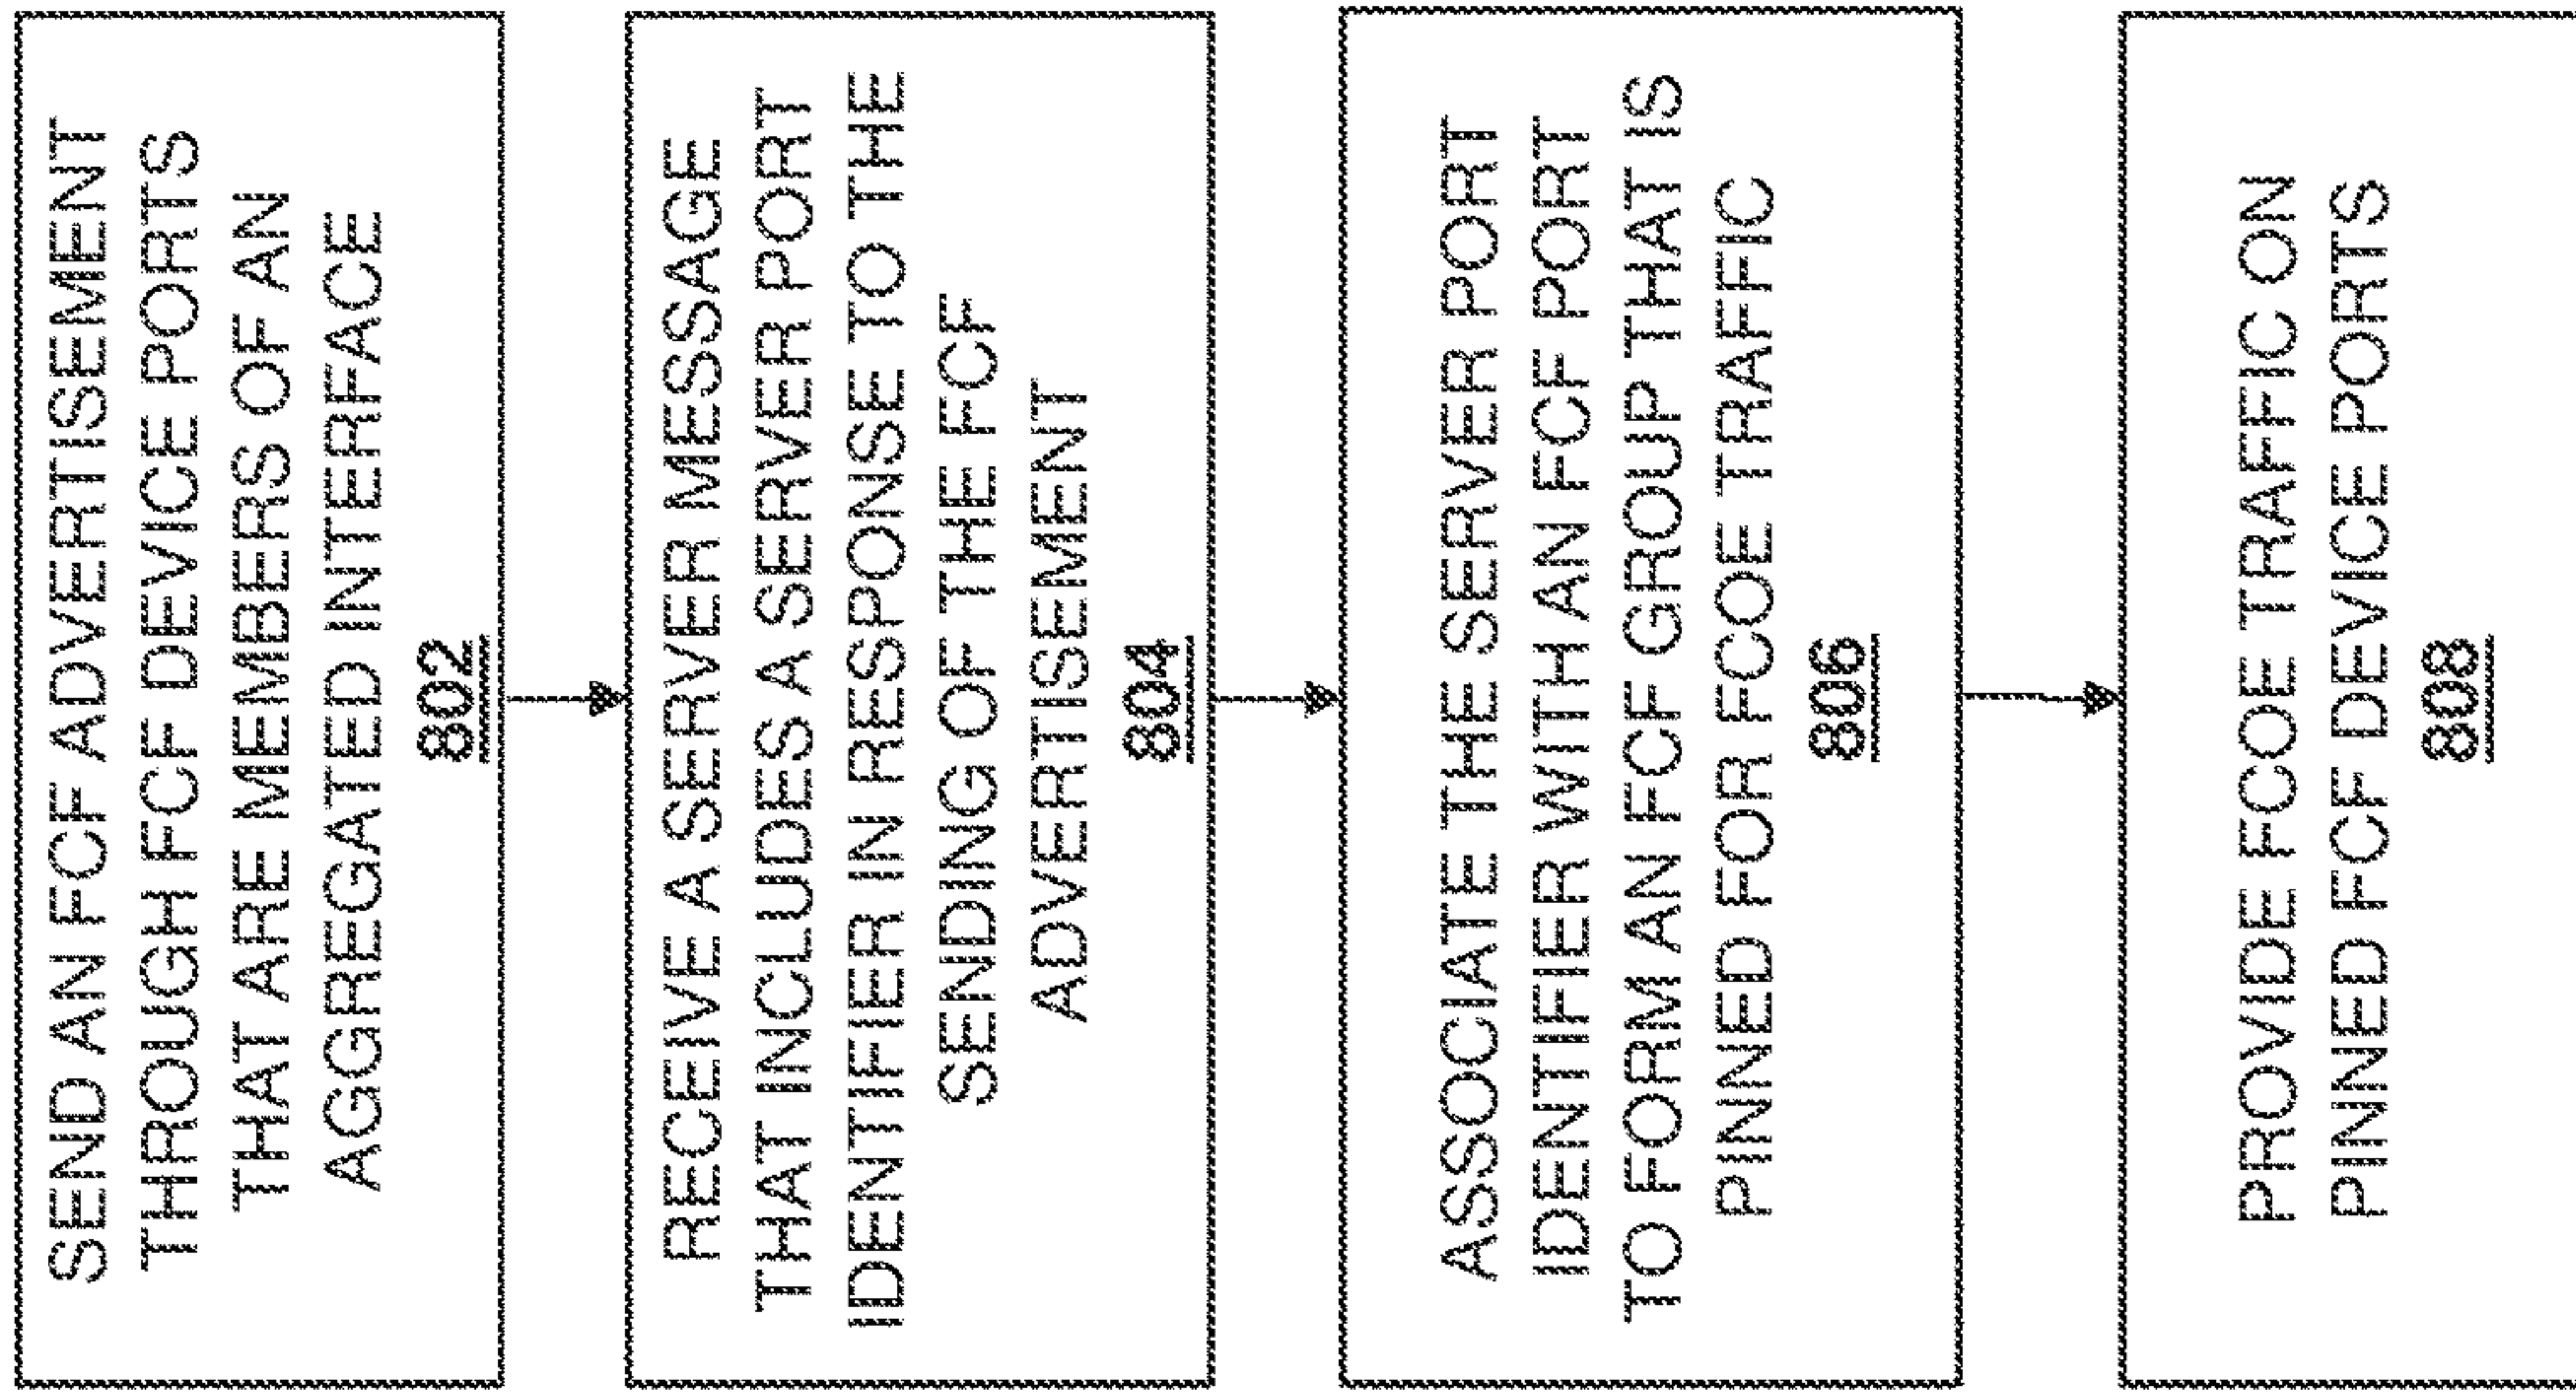 SEND AN FCF ADVERTISEMENT
THROUGH FCF DEVICE PORTS
THAT ARE MEMBERS OF AN
AGGREGATED INTERFACE
802
RECEIVE A SERVER MESSAGE
THAT INCLUDES A SERVER PORT
IDENTIFIER IN RESPONSE TO THE
SENDING OF THE FCF
ADVERTISEMENT
804
ASSOCIATE THE SERVER PORT
IDENTIFIER WITH AN FCF PORT
TO FORM AN FCF GROUP THAT IS
PINNED FOR FCOE TRAFFIC
806
PROVIDE FCOE TRAFFIC ON
PINNED FCF DEVICE PORTS
808